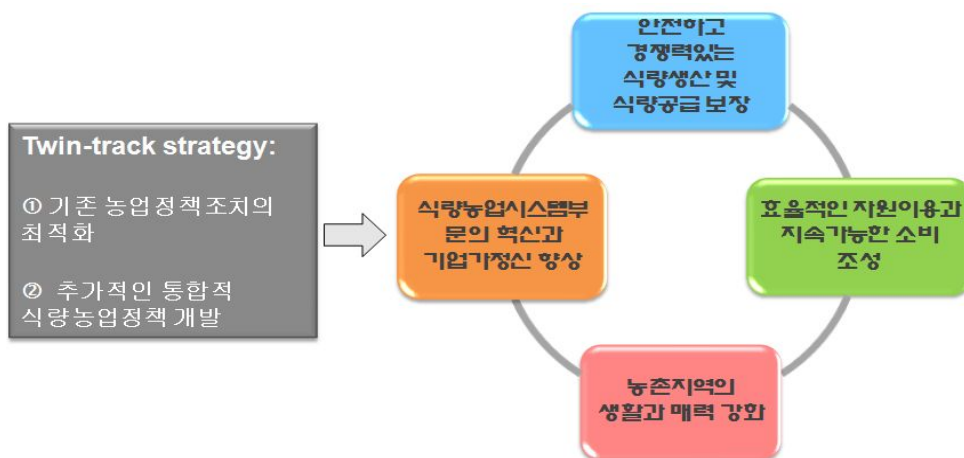 Twin-track strategy:
① 기존 농업정책조치의
최적화
② 추가적인 통합적
식량농업정책 개발
안전하고
경쟁력있는
식량생산 및
식량공급 보장
식량농업시스템부
문의 혁신과
기업가정신 향상
효율적인 자원이용과
지속가능한 소비
조성
농촌지역의
생활과 매력 강화